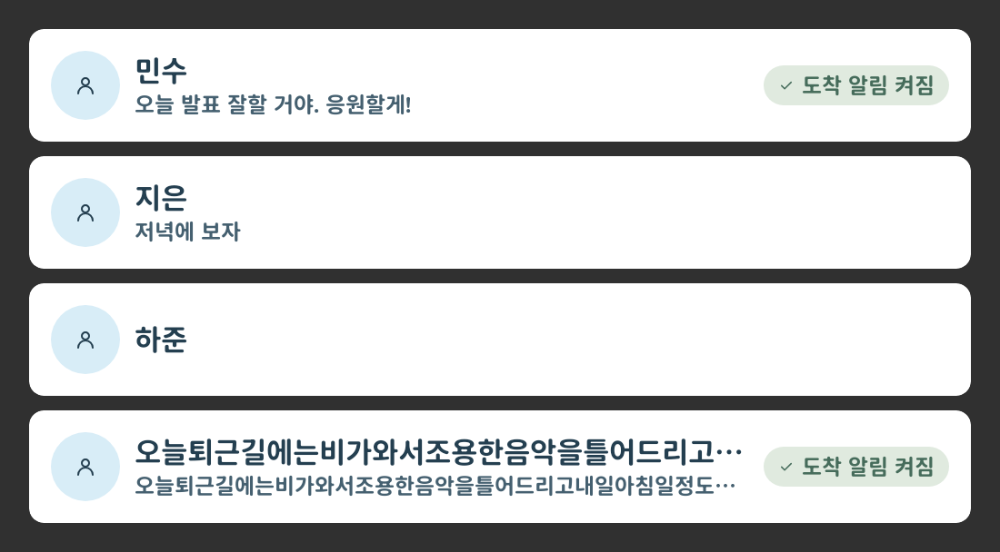 민수
오늘 발표 잘할 거야. 응원할게!
도착 알림 켜짐
지은
저녁에 보자
하준
오늘퇴근길에는비가와서조용한음악을틀어드리고…
오늘퇴근길에는비가와서조용한음악을틀어드리고내일아침일정도…
도착 알림 켜짐